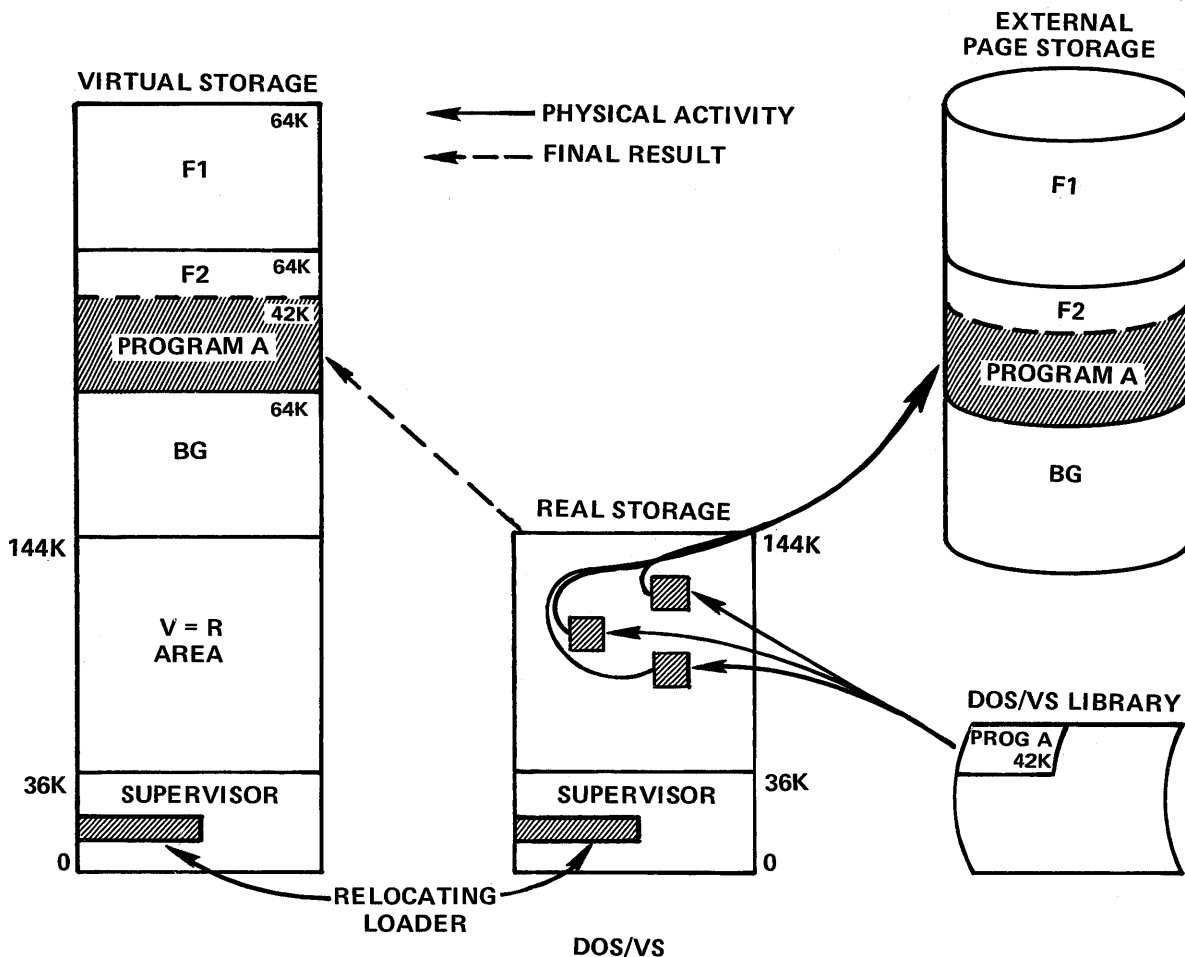 EXTERNAL
PAGE STORAGE
VIRTUAL STORAGE
64K
F1
PHYSICAL ACTIVITY
FINAL RESULT
F1
F2
64K
42K
PROGRAM A
F2
PROGRAM A
64K
BG
BG
REAL STORAGE
144K
144K
V = R
AREA
DOS/VS LIBRARY
PROG A
42K
36K
SUPERVISOR
0
SUPERVISOR
36K
0
RELOCATING
LOADER
DOS/VS